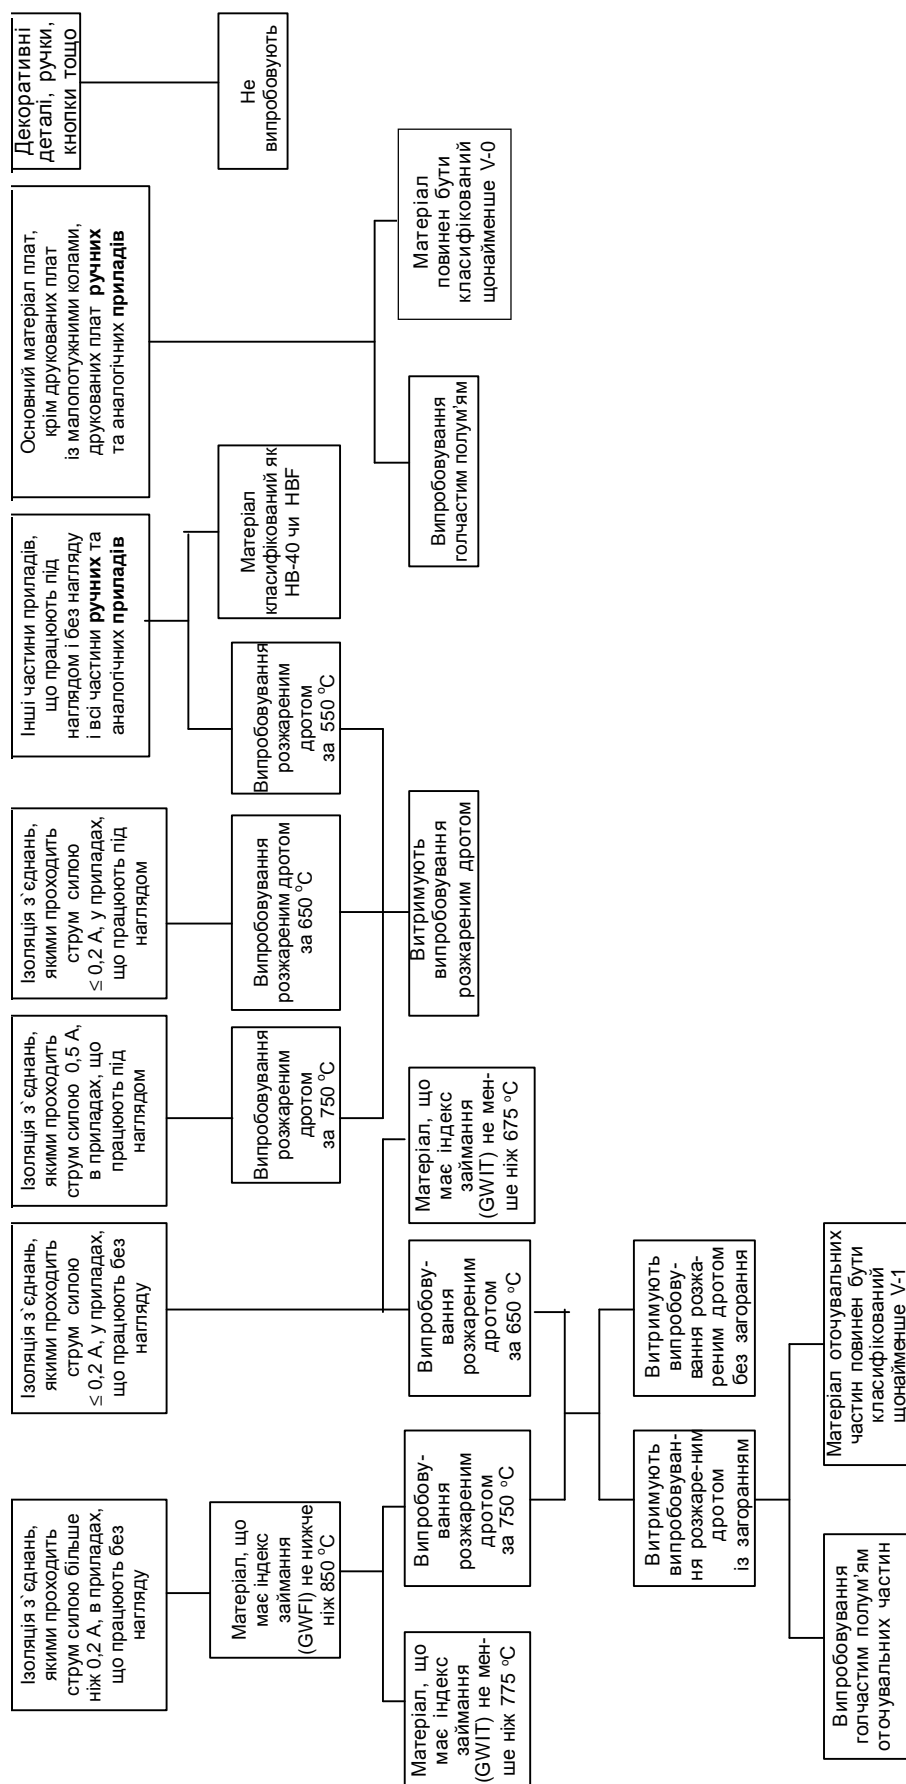 Ізоляція з`єднань,
якими проходить
струм силою більше
ніж 0,2 А, в приладах,
що працюють без
нагляду
Ізоляція з`єднань,
якими проходить
струм силою
≤ 0,2 А, у приладах,
що працюють без
нагляду
Ізоляція з`єднань,
якими проходить
струм силою 0,5 А,
в приладах, що
працюють під
наглядом
Ізоляція з`єднань,
якими проходить
струм силою
≤ 0,2 А, у приладах,
що працюють під
наглядом
Інші частини приладів,
що працюють під
наглядом і без нагляду
і всі частини ручних та
аналогічних приладів
Основний матеріал плат,
крім друкованих плат
із малопотужними колами,
друкованих плат ручних
та аналогічних приладів
Декоративні
деталі, ручки,
кнопки тощо
Матеріал, що
має індекс
займання
(GWFI) не нижче
ніж 850 °С
Випробовування
розжареним
дротом
за 750 °С
Випробовування
розжареним дротом
за 650 °С
Випробовування
розжареним
дротом
за 550 °С
Матеріал
класифікований як
НВ-40 чи HBF
Не
випробовують
Матеріал, що
має індекс
займання
(GWIT) не мен-
ше ніж 775 °С
Випробову-
вання
розжареним
дротом
за 750 °С
Випробову-
вання
розжареним
дротом
за 650 °С
Матеріал, що
має індекс
займання
(GWIT) не мен-
ше ніж 675 °С
Витримують
випробовування
розжареним дротом
Випробовування
голчастим полум’ям
Матеріал
повинен бути
класифікований
щонайменше V-0
Витримують
випробовуван-
ня розжаре-ним
дротом
із загоранням
Витримують
випробову-
вання розжа-
реним дротом
без загорання
Випробовування
голчастим полум’ям
оточувальних частин
Матеріал оточувальних
частин повинен бути
класифікований
щонайменше V-1